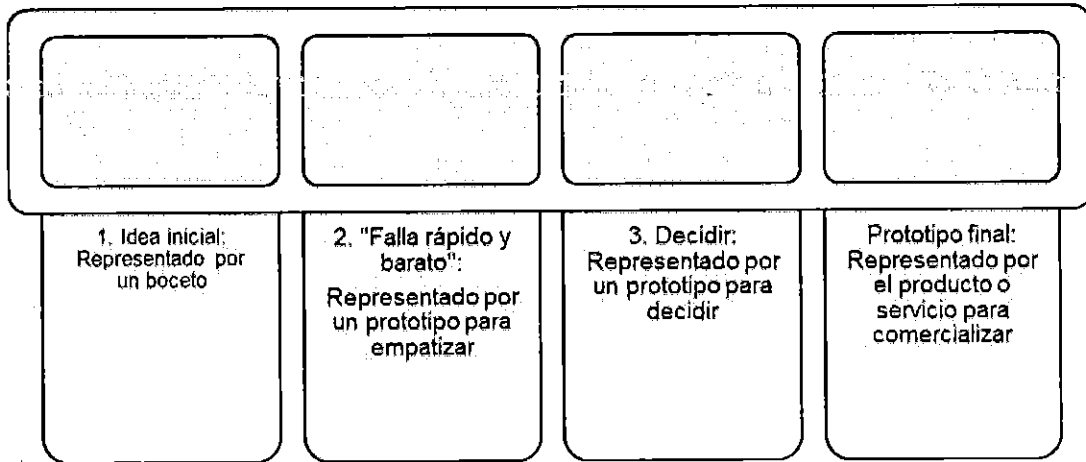 1. Idea inicial:
Representado por
un boceto
2. "Falla rápido y
barato":
Representado por
un prototipo para
empatizar
3. Decidir:
Representado por
un prototipo para
decidir
Prototipo final:
Representado por
el producto o
servicio para
comercializar